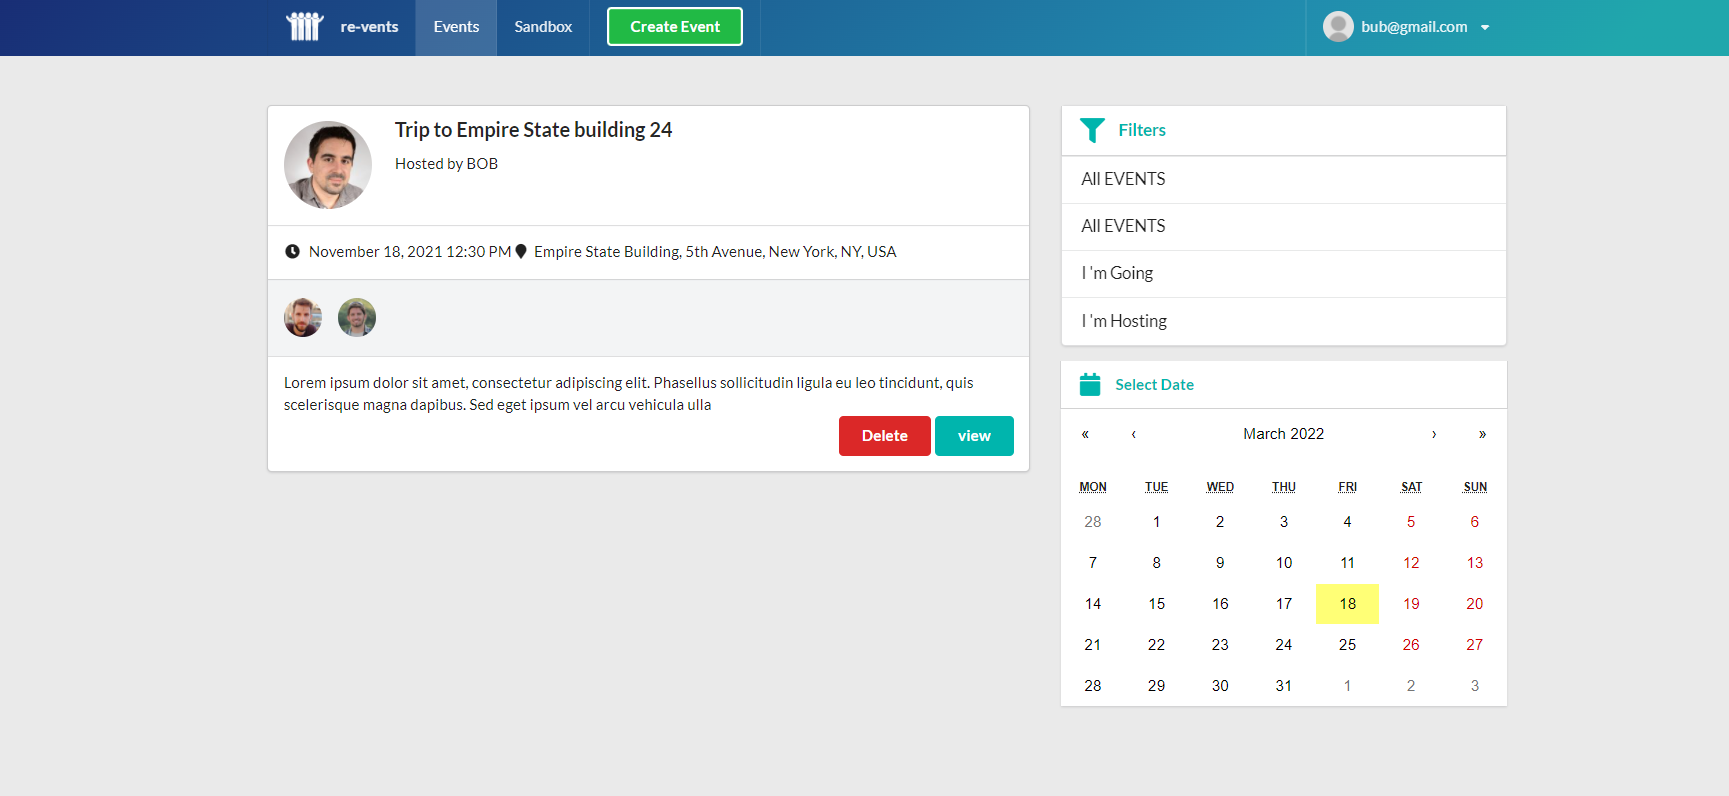 re-vents Events Sandbox Create Event bub@gmail.com
Trip to Empire State building 24
Hosted by BOB
November 18, 2021 12:30 PM Empire State Building, 5th Avenue, New York, NY, USA
Lorem ipsum dolor sit amet, consectetur adipiscing elit. Phasellus sollicitudin ligula eu leo tincidunt, quis
scelerisque magna dapibus. Sed eget ipsum vel arcu vehicula ulla
Delete view
Filters
All EVENTS
All EVENTS
I 'm Going
I 'm Hosting
Select Date
« ‹ March 2022 › »
MON TUE WED THU FRI SAT SUN
28 1 2 3 4 5 6
7 8 9 10 11 12 13
14 15 16 17 18 19 20
21 22 23 24 25 26 27
28 29 30 31 1 2 3